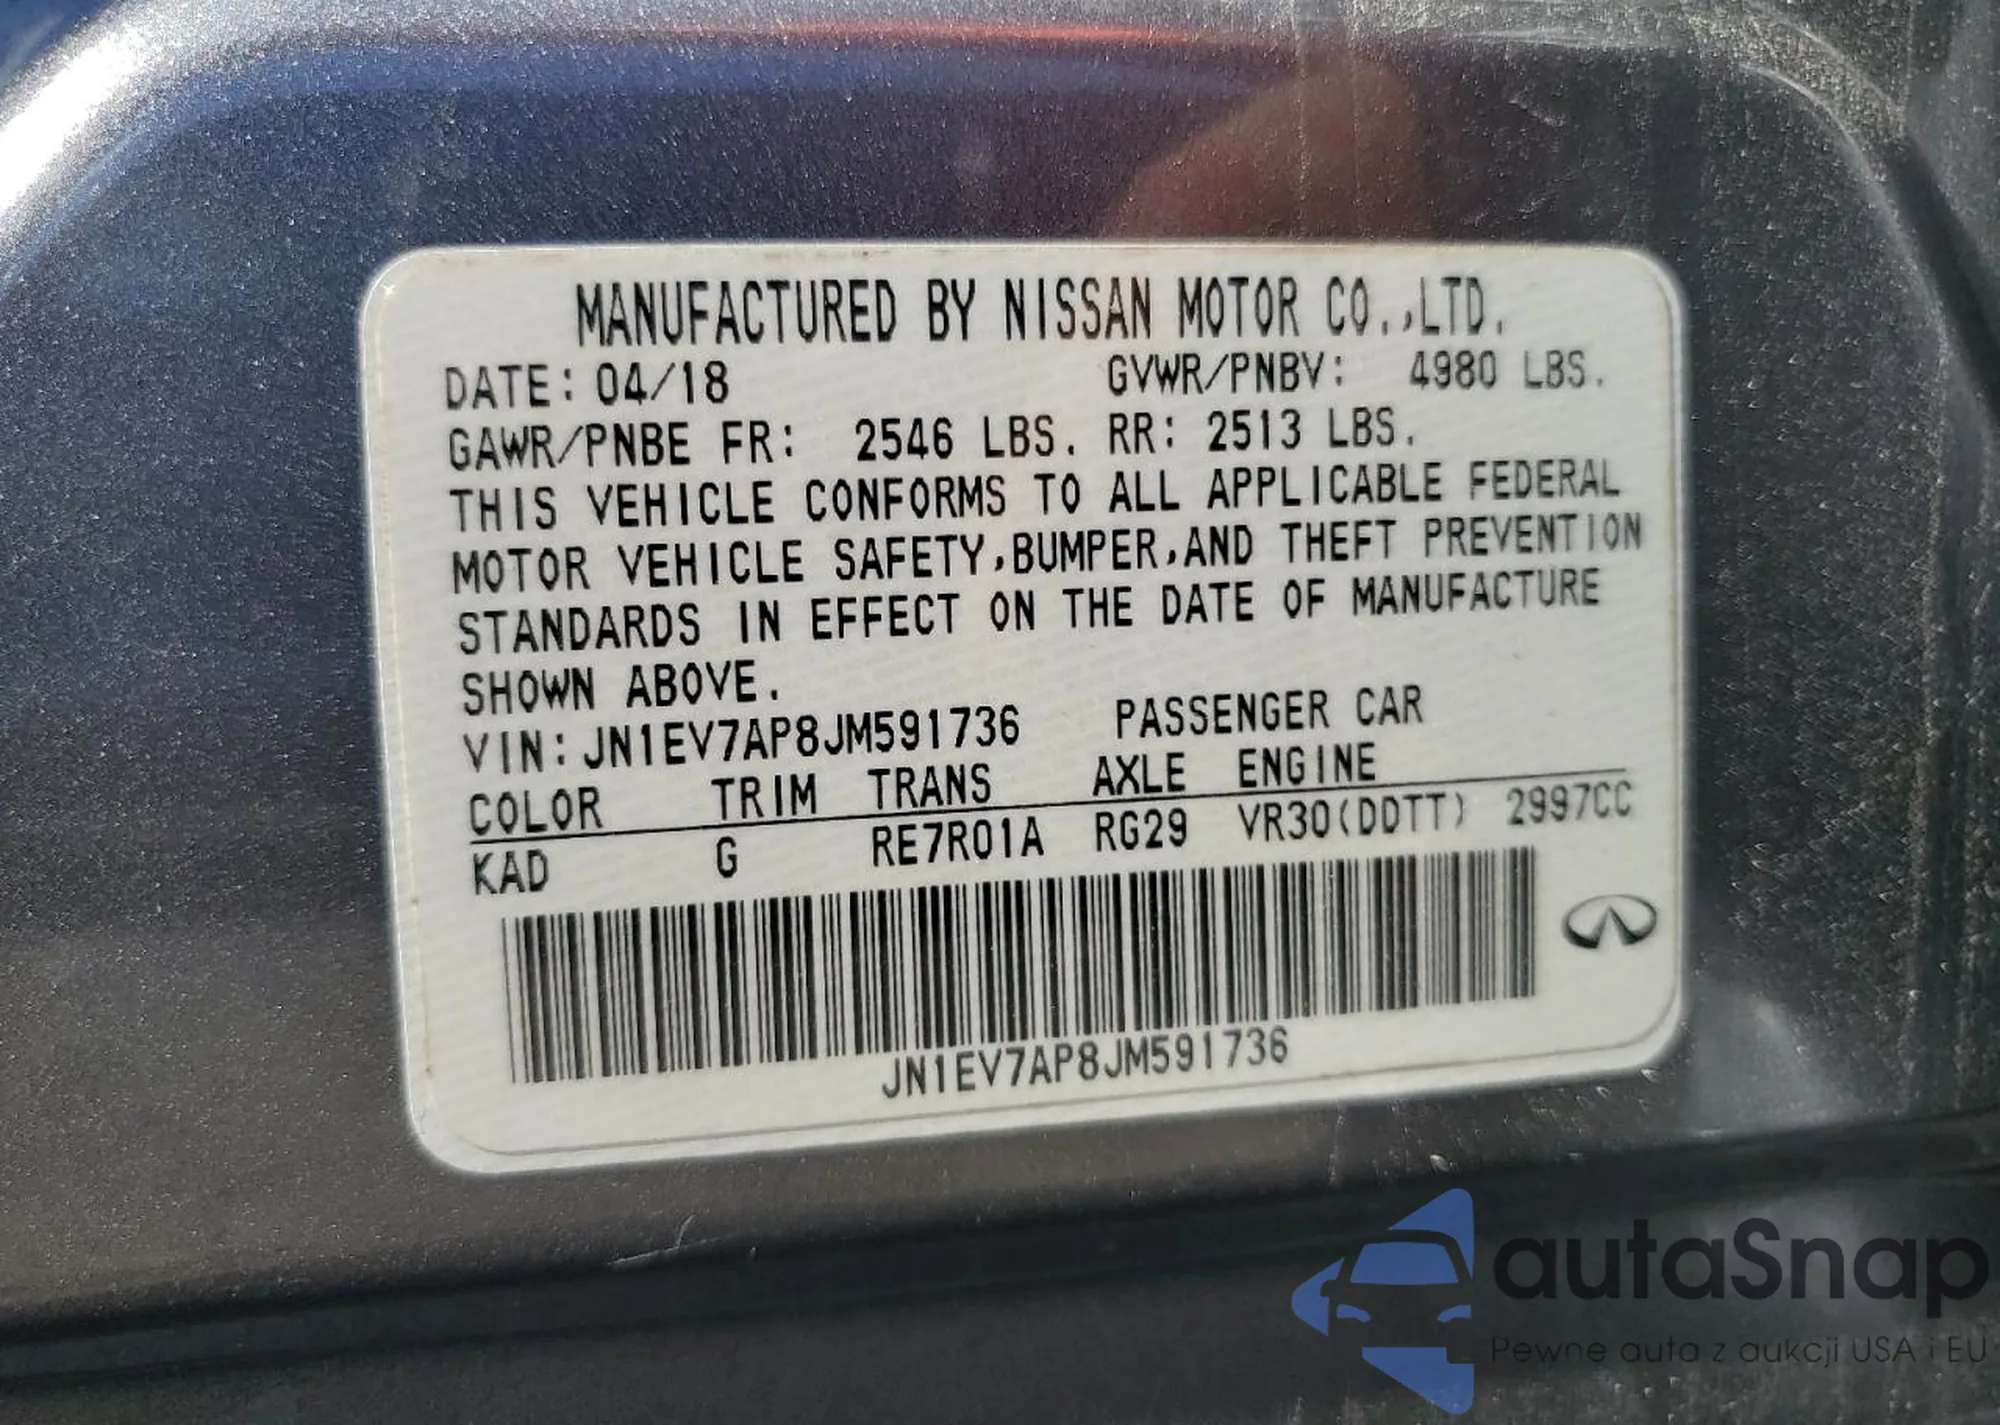 MANUFACTURED BY NISSAN MOTOR CO.,LTD.
DATE: 04/18 GVWR/PNBV: 4980 LBS.
GAWR/PNBE FR: 2546 LBS. RR: 2513 LBS.
THIS VEHICLE CONFORMS TO ALL APPLICABLE FEDERAL
MOTOR VEHICLE SAFETY,BUMPER,AND THEFT PREVENTION
STANDARDS IN EFFECT ON THE DATE OF MANUFACTURE
SHOWN ABOVE.
VIN: JN1EV7AP8JM591736 PASSENGER CAR
COLOR TRIM TRANS AXLE ENGINE
KAD G RE7R01A RG29 VR30(DDTT) 2997CC
JN1EV7AP8JM591736
autaSnap
Pewne auta z aukcji USA i EU